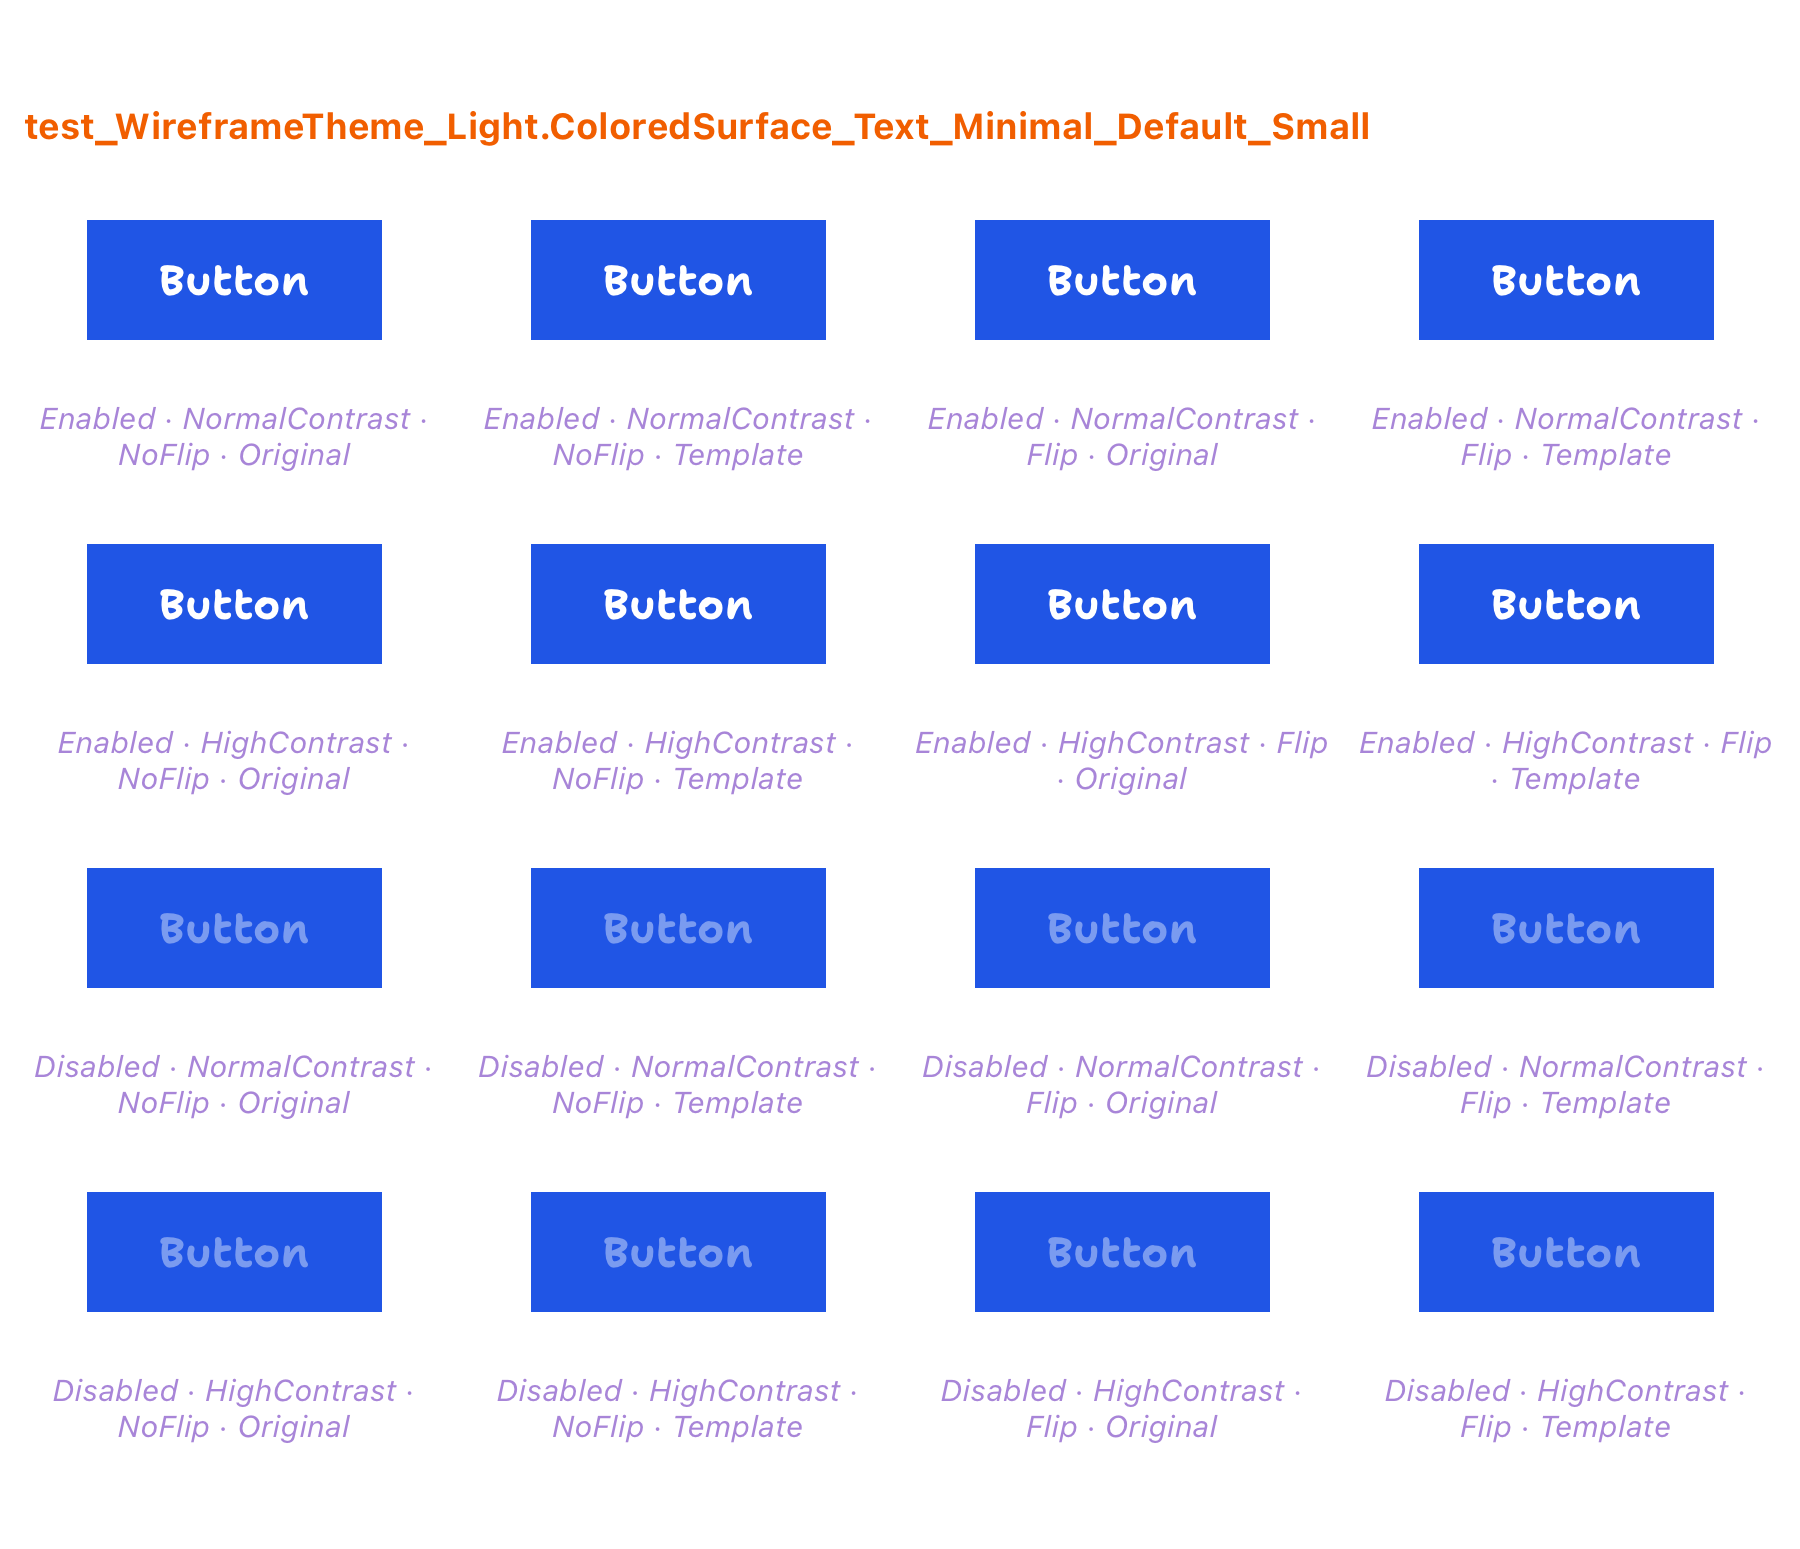 test_WireframeTheme_Light.ColoredSurface_Text_Minimal_Default_Small
Button Button Button Button
Enabled · NormalContrast · Enabled · NormalContrast · Enabled · NormalContrast · Enabled · NormalContrast ·
NoFlip · Original NoFlip · Template Flip · Original Flip · Template
Button Button Button Button
Enabled · HighContrast · Enabled · HighContrast · Enabled · HighContrast · Flip Enabled · HighContrast · Flip
NoFlip · Original NoFlip · Template · Original · Template
Button Button Button Button
Disabled · NormalContrast · Disabled · NormalContrast · Disabled · NormalContrast · Disabled · NormalContrast ·
NoFlip · Original NoFlip · Template Flip · Original Flip · Template
Button Button Button Button
Disabled · HighContrast · Disabled · HighContrast · Disabled · HighContrast · Disabled · HighContrast ·
NoFlip · Original NoFlip · Template Flip · Original Flip · Template